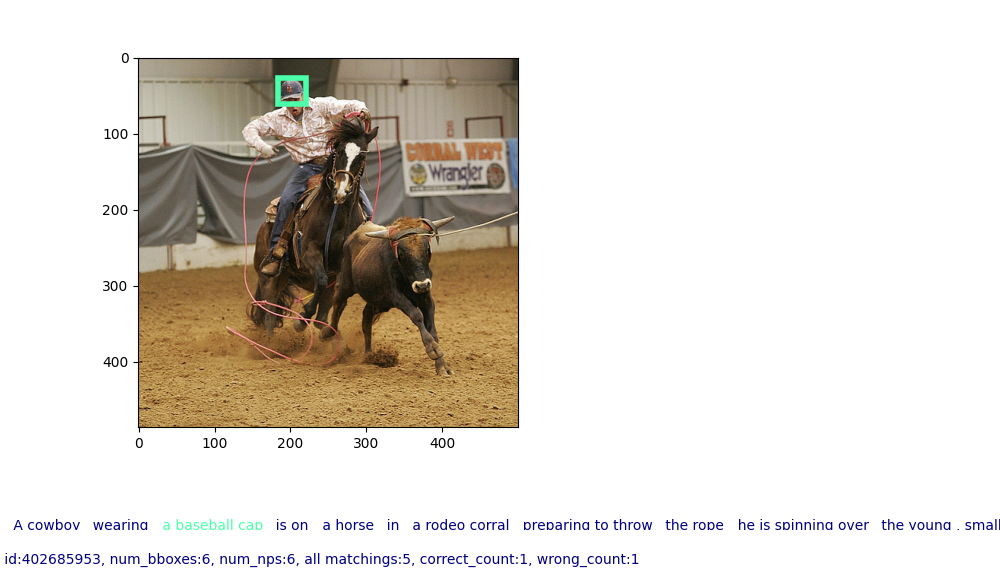 0
100
200
300
400
0 100 200 300 400
CORRAL WEST
Wrangler
A cowboy wearing a baseball cap is on a horse in a rodeo corral preparing to throw the rope he is spinning over the young , small
id:402685953, num_bboxes:6, num_nps:6, all matchings:5, correct_count:1, wrong_count:1